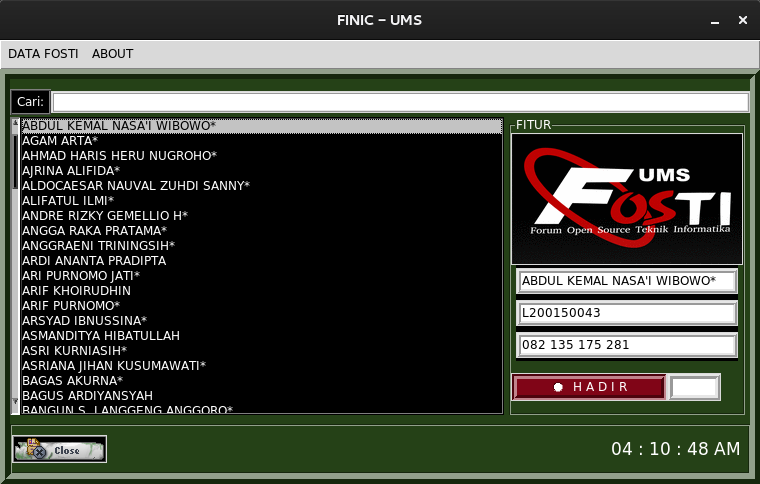 FINIC - UMS
DATA FOSTI ABOUT
Cari:
ABDUL KEMAL NASA'I WIBOWO*
AGAM ARTA*
AHMAD HARIS HERU NUGROHO*
AJRINA ALIFIDA*
ALDOCAESAR NAUVAL ZUHDI SANNY*
ALIFATUL ILMI*
ANDRE RIZKY GEMELLIO H*
ANGGA RAKA PRATAMA*
ANGGRAENI TRININGSIH*
ARDI ANANTA PRADIPTA
ARI PURNOMO JATI*
ARIF KHOIRUDHIN
ARIF PURNOMO*
ARSYAD IBNUSSINA*
ASMANDITYA HIBATULLAH
ASRI KURNIASIH*
ASRIANA JIHAN KUSUMAWATI*
BAGAS AKURNA*
BAGUS ARDIYANSYAH
BANGUN S. LANGGENG ANGGORO*
FITUR
UMS
FOSTI
Forum Open Source Teknik Informatika
ABDUL KEMAL NASA'I WIBOWO*
L200150043
082 135 175 281
H A D I R
Close
04 : 10 : 48 AM